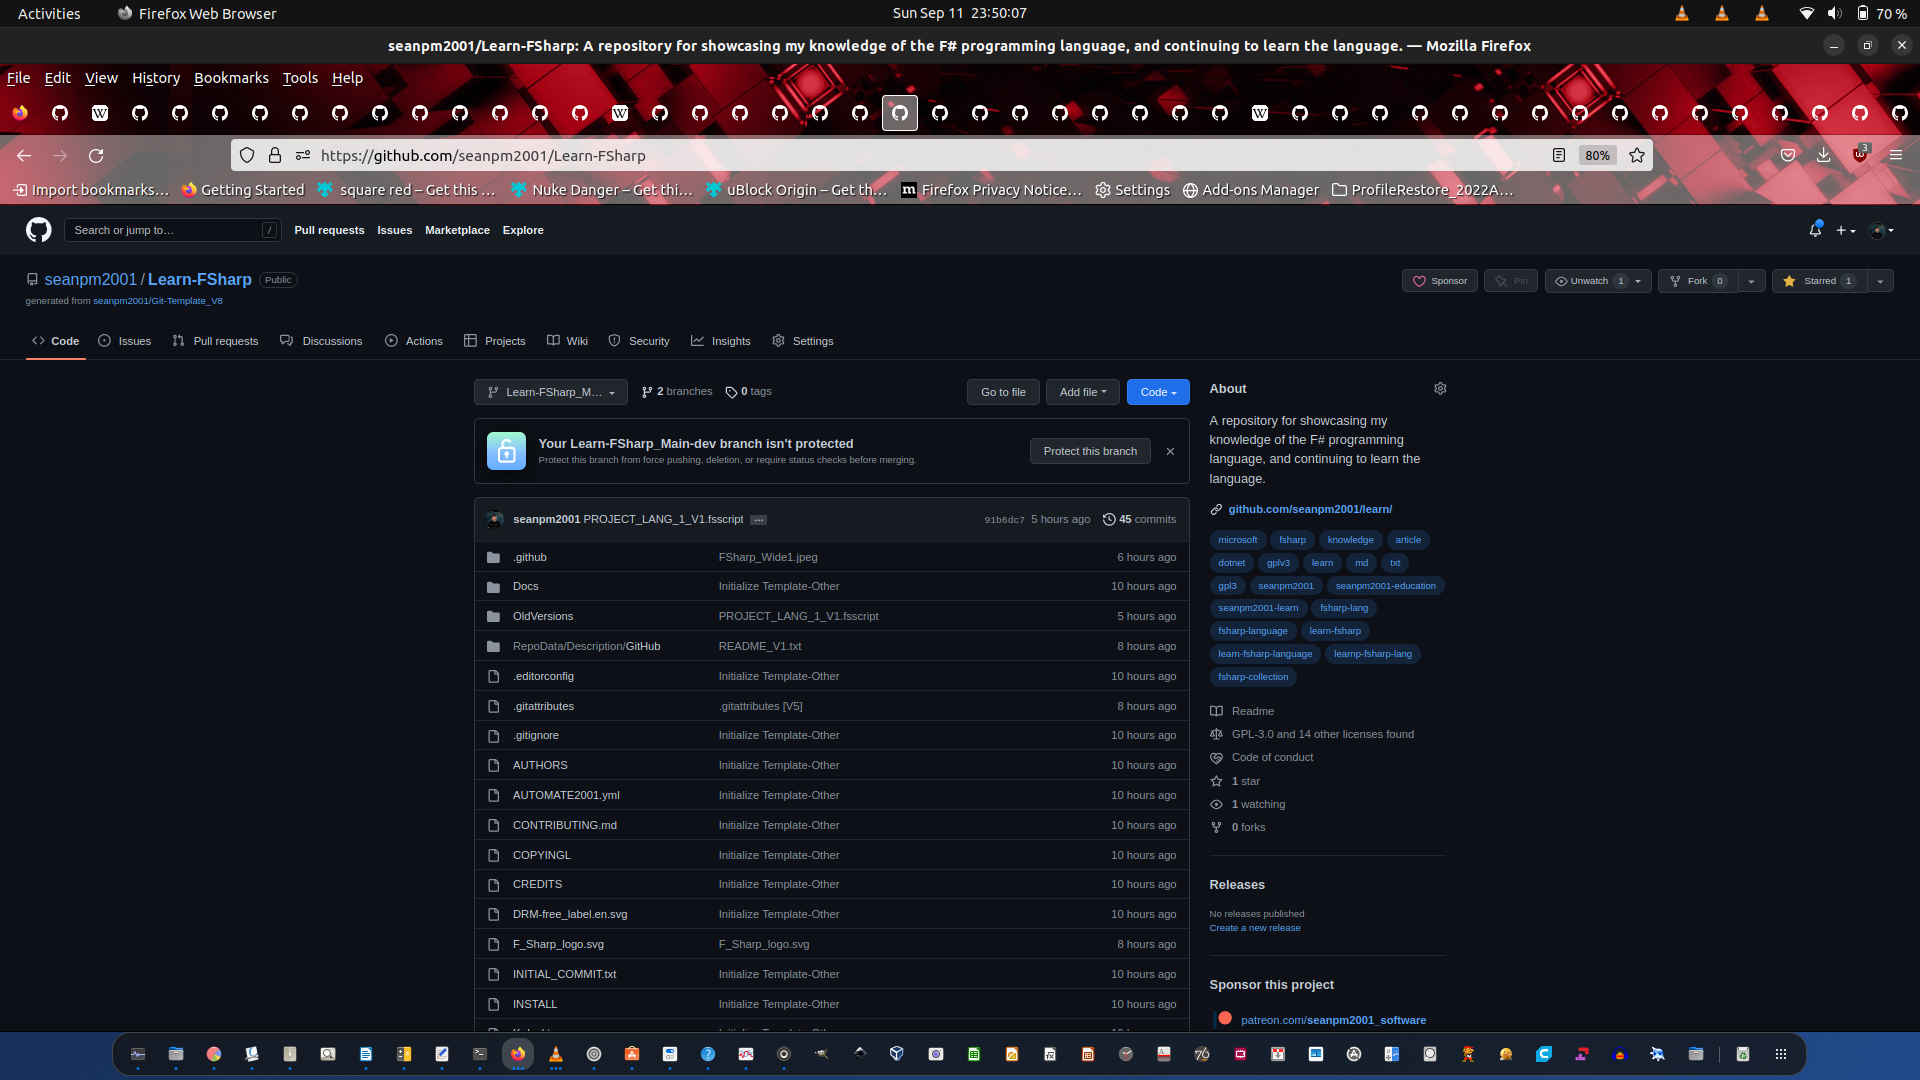 Activities
Firefox Web Browser
Sun Sep 11 23:50:07
70 %
seanpm2001/Learn-FSharp: A repository for showcasing my knowledge of the F# programming language, and continuing to learn the language. — Mozilla Firefox
File Edit View History Bookmarks Tools Help
https://github.com/seanpm2001/Learn-FSharp
80%
3
Import bookmarks…
Getting Started
square red – Get this …
Nuke Danger – Get thi…
uBlock Origin – Get th…
Firefox Privacy Notice…
Settings
Add-ons Manager
ProfileRestore_2022A…
Search or jump to…
/
Pull requests
Issues
Marketplace
Explore
seanpm2001 / Learn-FSharp
Public
generated from seanpm2001/Git-Template_V8
Sponsor
Pin
Unwatch 1
Fork 0
Starred 1
Code
Issues
Pull requests
Discussions
Actions
Projects
Wiki
Security
Insights
Settings
Learn-FSharp_M…
2 branches
0 tags
Go to file
Add file
Code
Your Learn-FSharp_Main-dev branch isn't protected
Protect this branch from force pushing, deletion, or require status checks before merging.
Protect this branch
seanpm2001 PROJECT_LANG_1_V1.fsscript … 91b6dc7 5 hours ago 45 commits
.github FSharp_Wide1.jpeg 6 hours ago
Docs Initialize Template-Other 10 hours ago
OldVersions PROJECT_LANG_1_V1.fsscript 5 hours ago
RepoData/Description/GitHub README_V1.txt 8 hours ago
.editorconfig Initialize Template-Other 10 hours ago
.gitattributes .gitattributes [V5] 8 hours ago
.gitignore Initialize Template-Other 10 hours ago
AUTHORS Initialize Template-Other 10 hours ago
AUTOMATE2001.yml Initialize Template-Other 10 hours ago
CONTRIBUTING.md Initialize Template-Other 10 hours ago
COPYINGL Initialize Template-Other 10 hours ago
CREDITS Initialize Template-Other 10 hours ago
DRM-free_label.en.svg Initialize Template-Other 10 hours ago
F_Sharp_logo.svg F_Sharp_logo.svg 8 hours ago
INITIAL_COMMIT.txt Initialize Template-Other 10 hours ago
INSTALL Initialize Template-Other 10 hours ago
About
A repository for showcasing my
knowledge of the F# programming
language, and continuing to learn the
language.
github.com/seanpm2001/learn/
microsoft fsharp knowledge article
dotnet gplv3 learn md txt
gpl3 seanpm2001 seanpm2001-education
seanpm2001-learn fsharp-lang
fsharp-language learn-fsharp
learn-fsharp-language learnp-fsharp-lang
fsharp-collection
Readme
GPL-3.0 and 14 other licenses found
Code of conduct
1 star
1 watching
0 forks
Releases
No releases published
Create a new release
Sponsor this project
patreon.com/seanpm2001_software